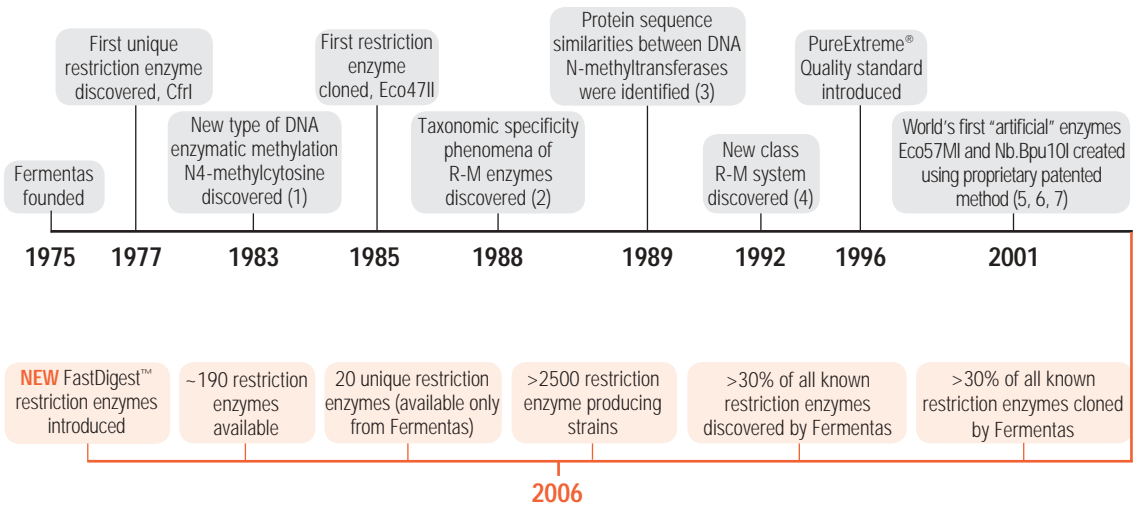 First unique
restriction enzyme
discovered, CfrI
First restriction
enzyme
cloned, Eco47II
Protein sequence
similarities between DNA
N-methyltransferases
were identified (3)
PureExtreme®
Quality standard
introduced
Fermentas
founded
New type of DNA
enzymatic methylation
N4-methylcytosine
discovered (1)
Taxonomic specificity
phenomena of
R-M enzymes
discovered (2)
New class
R-M system
discovered (4)
World's first “artificial” enzymes
Eco57MI and Nb.Bpu10I created
using proprietary patented
method (5, 6, 7)
1975
1977
1983
1985
1988
1989
1992
1996
2001
NEW FastDigest™
restriction enzymes
introduced
~190 restriction
enzymes
available
20 unique restriction
enzymes (available only
from Fermentas)
>2500 restriction
enzyme producing
strains
>30% of all known
restriction enzymes
discovered by Fermentas
>30% of all known
restriction enzymes cloned
by Fermentas
2006